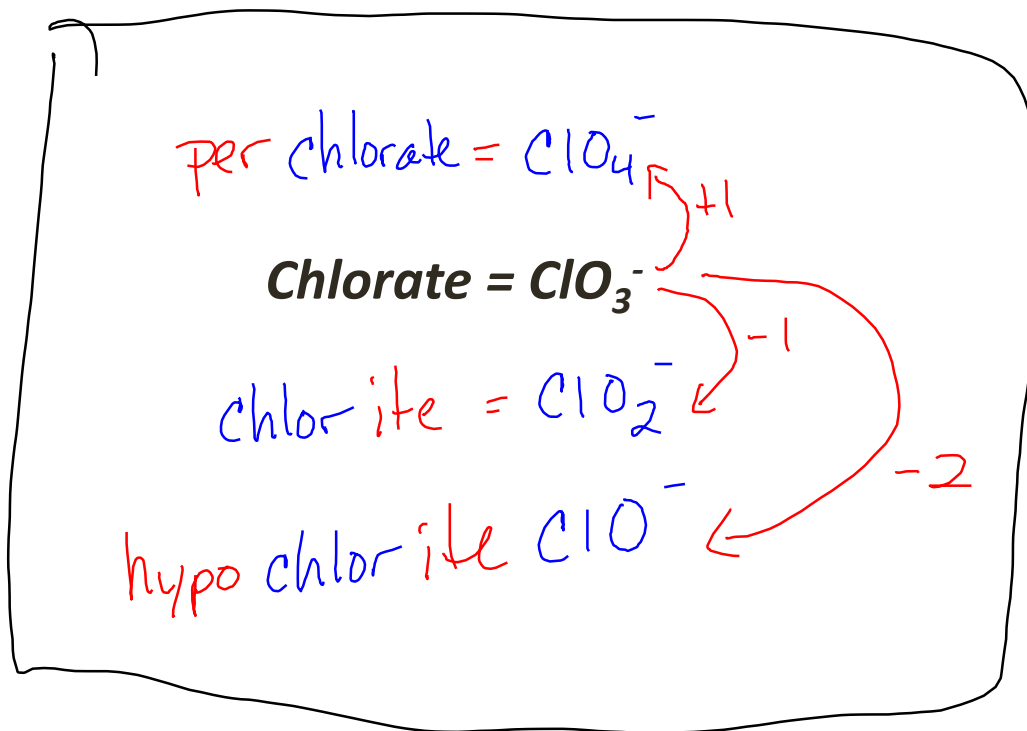 per chlorate = ClO₄⁻
+1
Chlorate = ClO₃⁻
-1
chlorite = ClO₂⁻
-2
hypo chlorite ClO⁻